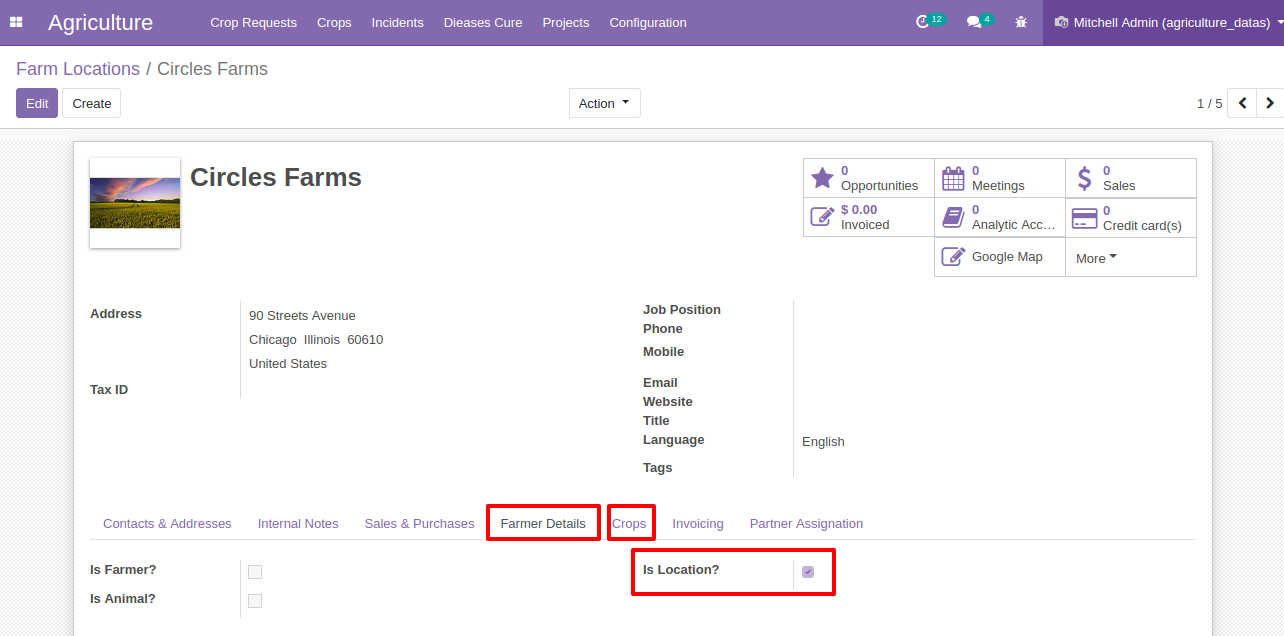 Agriculture Crop Requests Crops Incidents Dieases Cure Projects Configuration 12 4 Mitchell Admin (agriculture_datas)
Farm Locations / Circles Farms
Edit Create Action 1 / 5
Circles Farms
0 Opportunities
0 Meetings
0 Sales
$ 0.00 Invoiced
0 Analytic Acc...
0 Credit card(s)
Google Map
More
Address
90 Streets Avenue
Chicago Illinois 60610
United States
Tax ID
Job Position
Phone
Mobile
Email
Website
Title
Language English
Tags
Contacts & Addresses Internal Notes Sales & Purchases Farmer Details Crops Invoicing Partner Assignation
Is Farmer?
Is Animal?
Is Location?